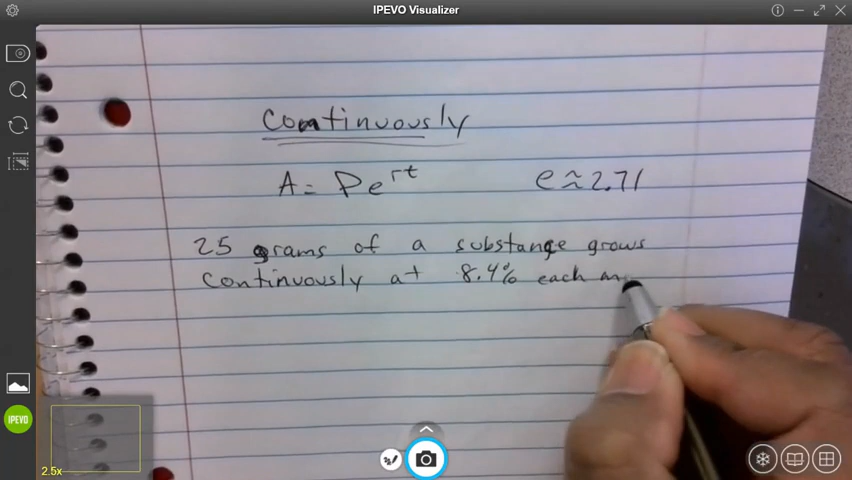 IPEVO Visualizer
Continuously
A = Pe^rt e ≈ 2.71
25 grams of a substance grows
continuously at 8.4% each
IPEVO
2.5x